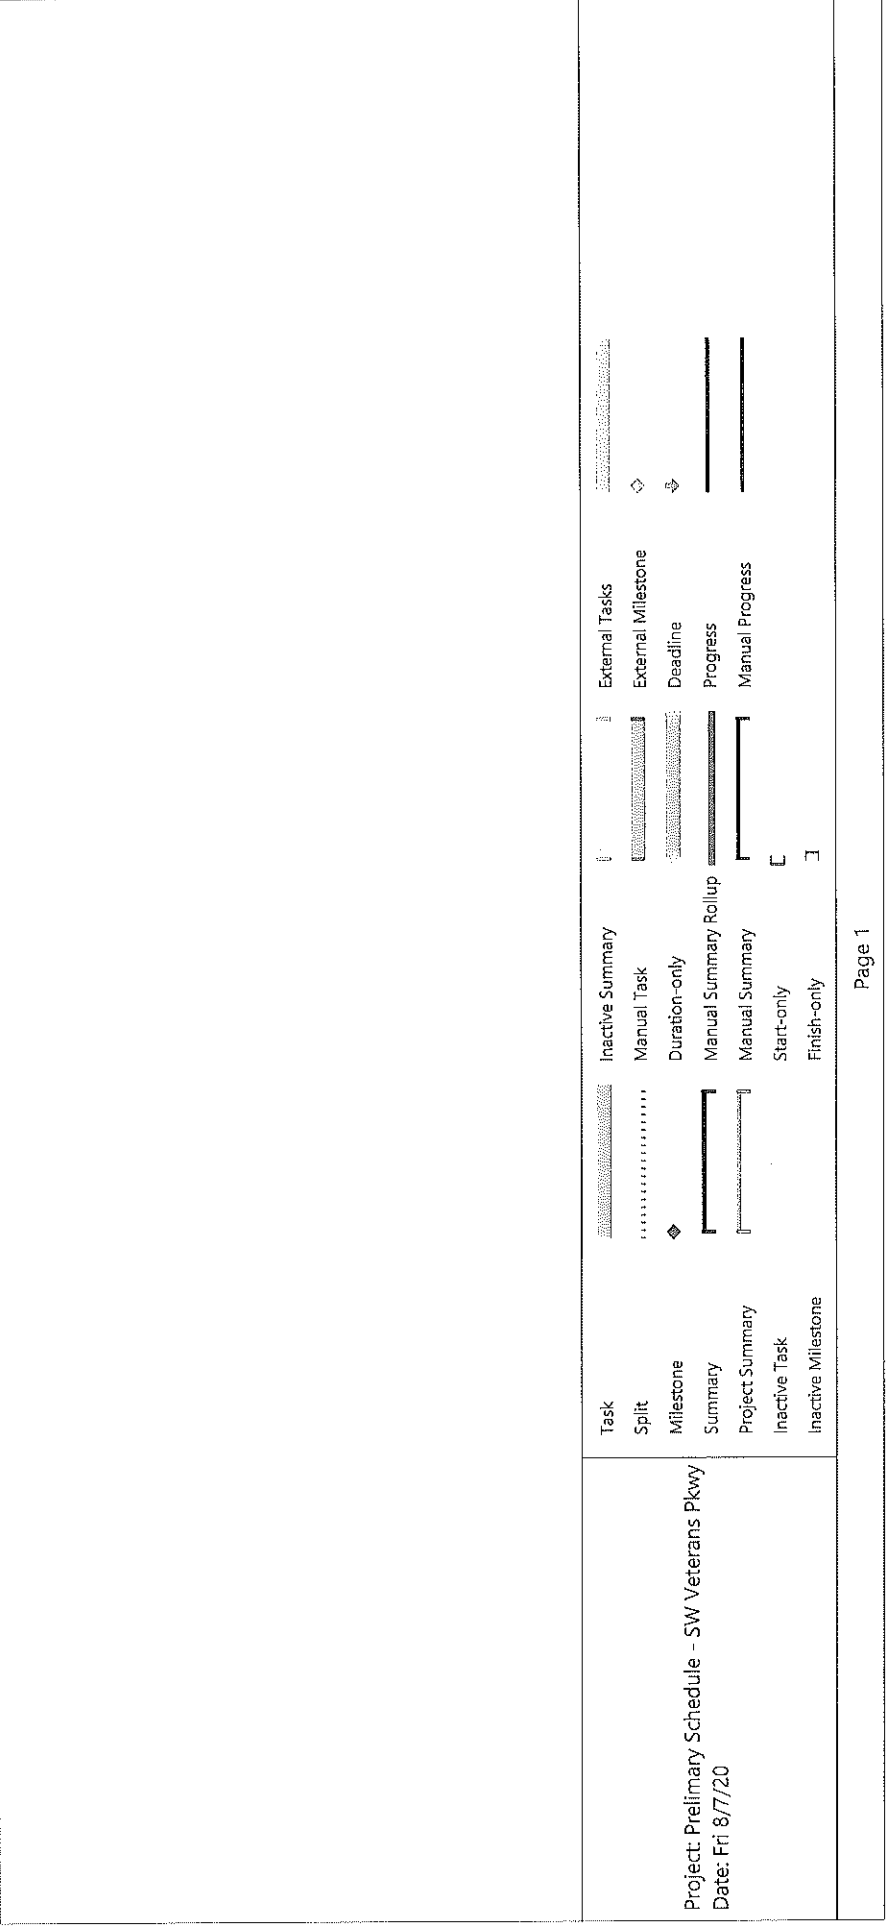 Project: Prelimary Schedule - SW Veterans Pkwy
Date: Fri 8/7/20
Task
Split
Milestone
Summary
Project Summary
Inactive Task
Inactive Milestone
Inactive Summary
Manual Task
Duration-only
Manual Summary Rollup
Manual Summary
Start-only
Finish-only
External Tasks
External Milestone
Deadline
Progress
Manual Progress
Page 1